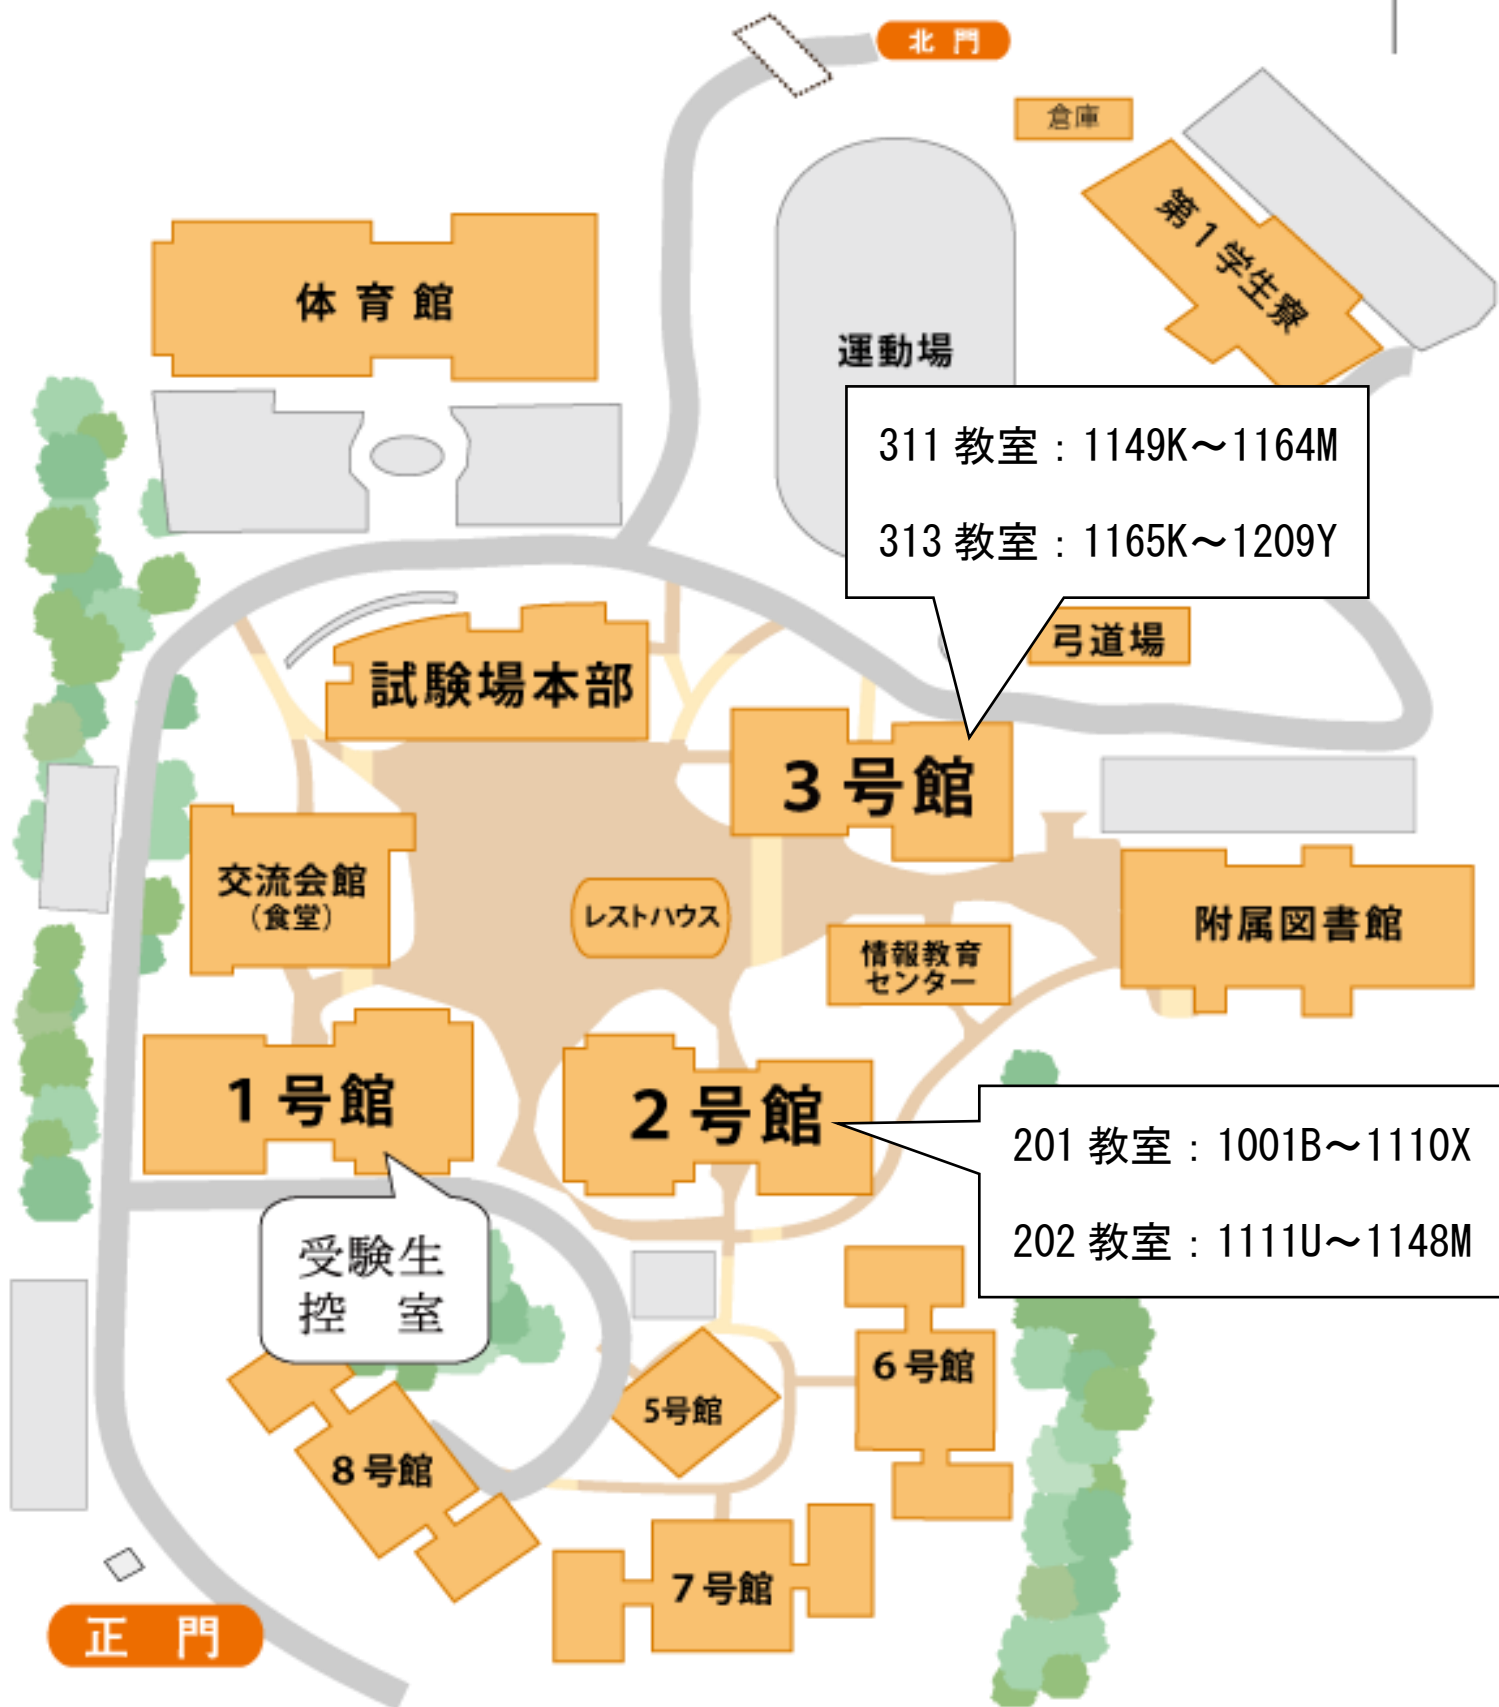 北門
倉庫
第1学生寮
体育館
運動場
311 教室：1149K～1164M
313 教室：1165K～1209Y
弓道場
試験場本部
3号館
交流会館
(食堂)
レストハウス
附属図書館
情報教育
センター
1号館
2号館
201 教室：1001B～1110X
202 教室：1111U～1148M
受験生
控　室
6号館
5号館
8号館
7号館
正　門